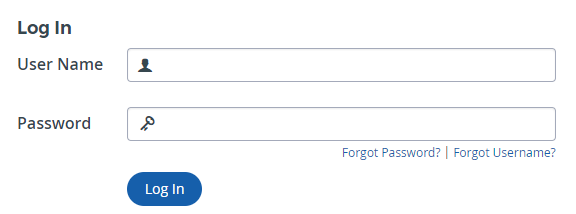 Log In
User Name
Password
Forgot Password? | Forgot Username?
Log In